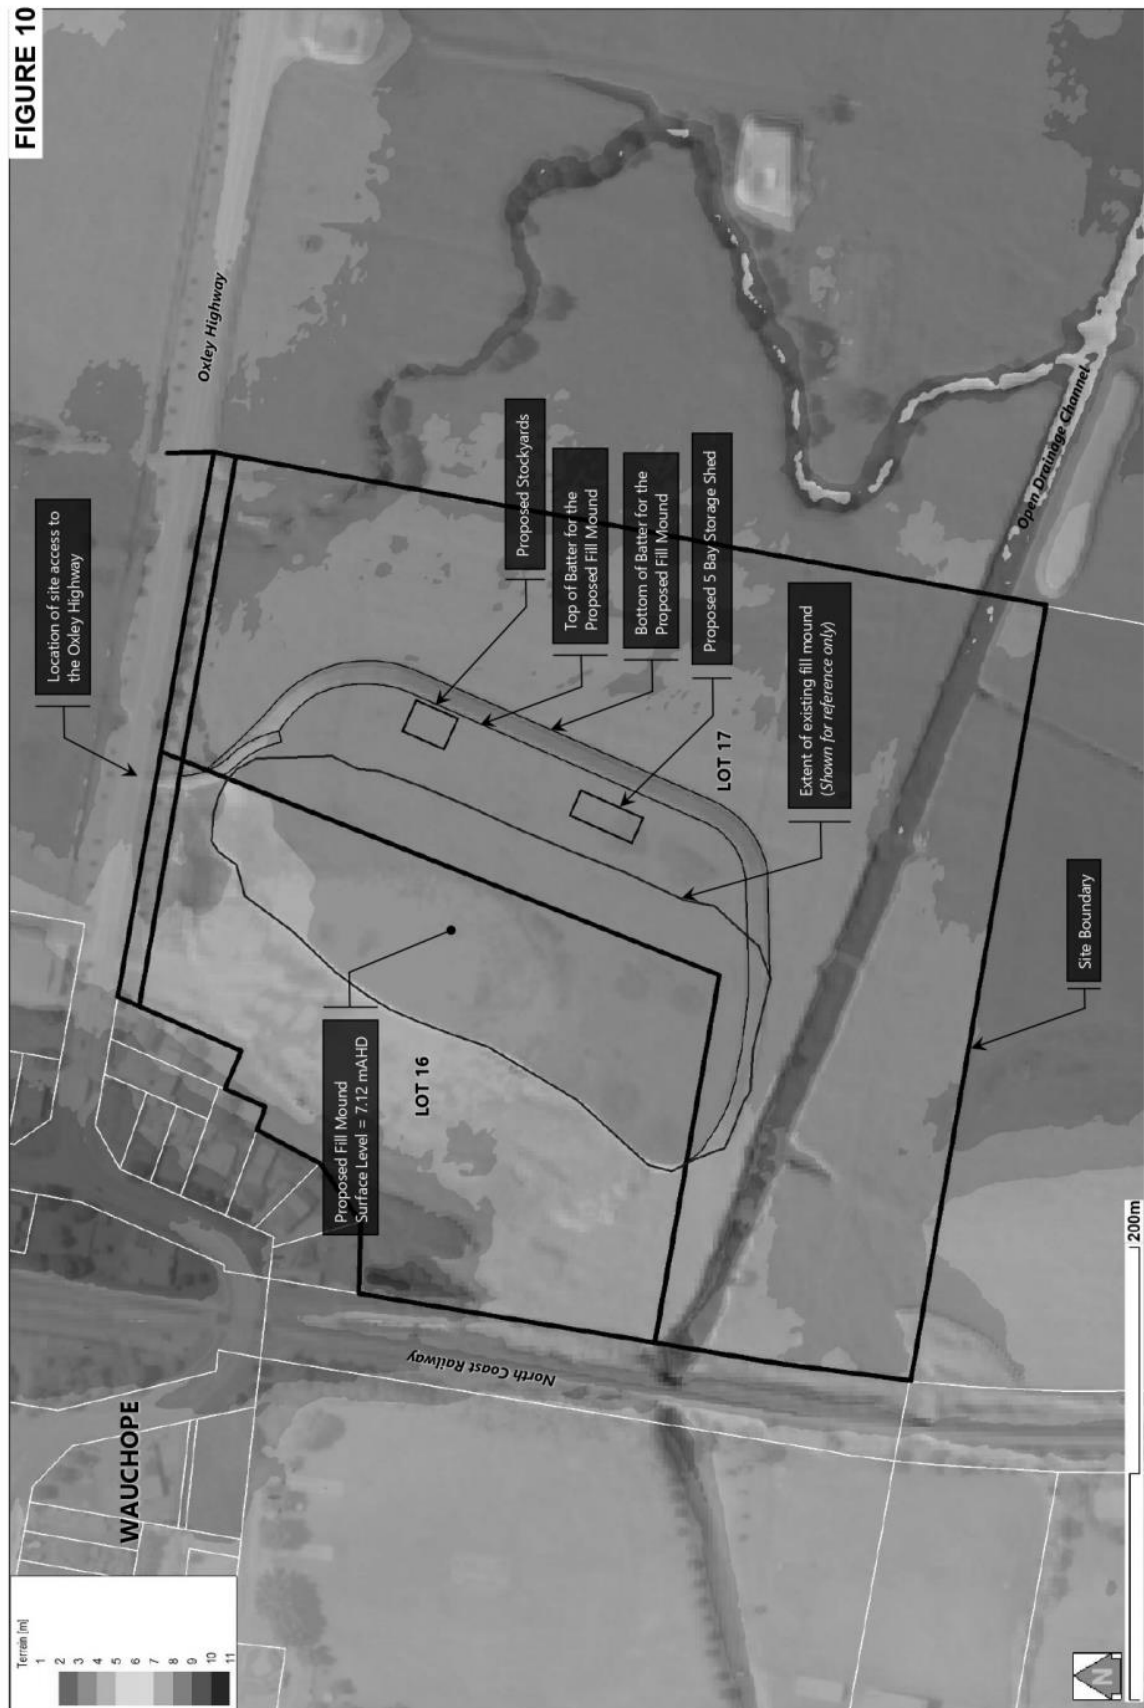 FIGURE 10
Location of site access to
the Oxley Highway
Oxley Highway
Proposed Stockyards
Top of Batter for the
Proposed Fill Mound
Bottom of Batter for the
Proposed Fill Mound
Proposed 5 Bay Storage Shed
LOT 17
Extent of existing fill mound
(Shown for reference only)
Open Drainage Channel
Proposed Fill Mound
Surface Level = 7.12 mAHD
LOT 16
Site Boundary
North Coast Railway
WAUCHOPE
Terrein [m]
1
2
3
4
5
6
7
8
9
10
11
N
200m